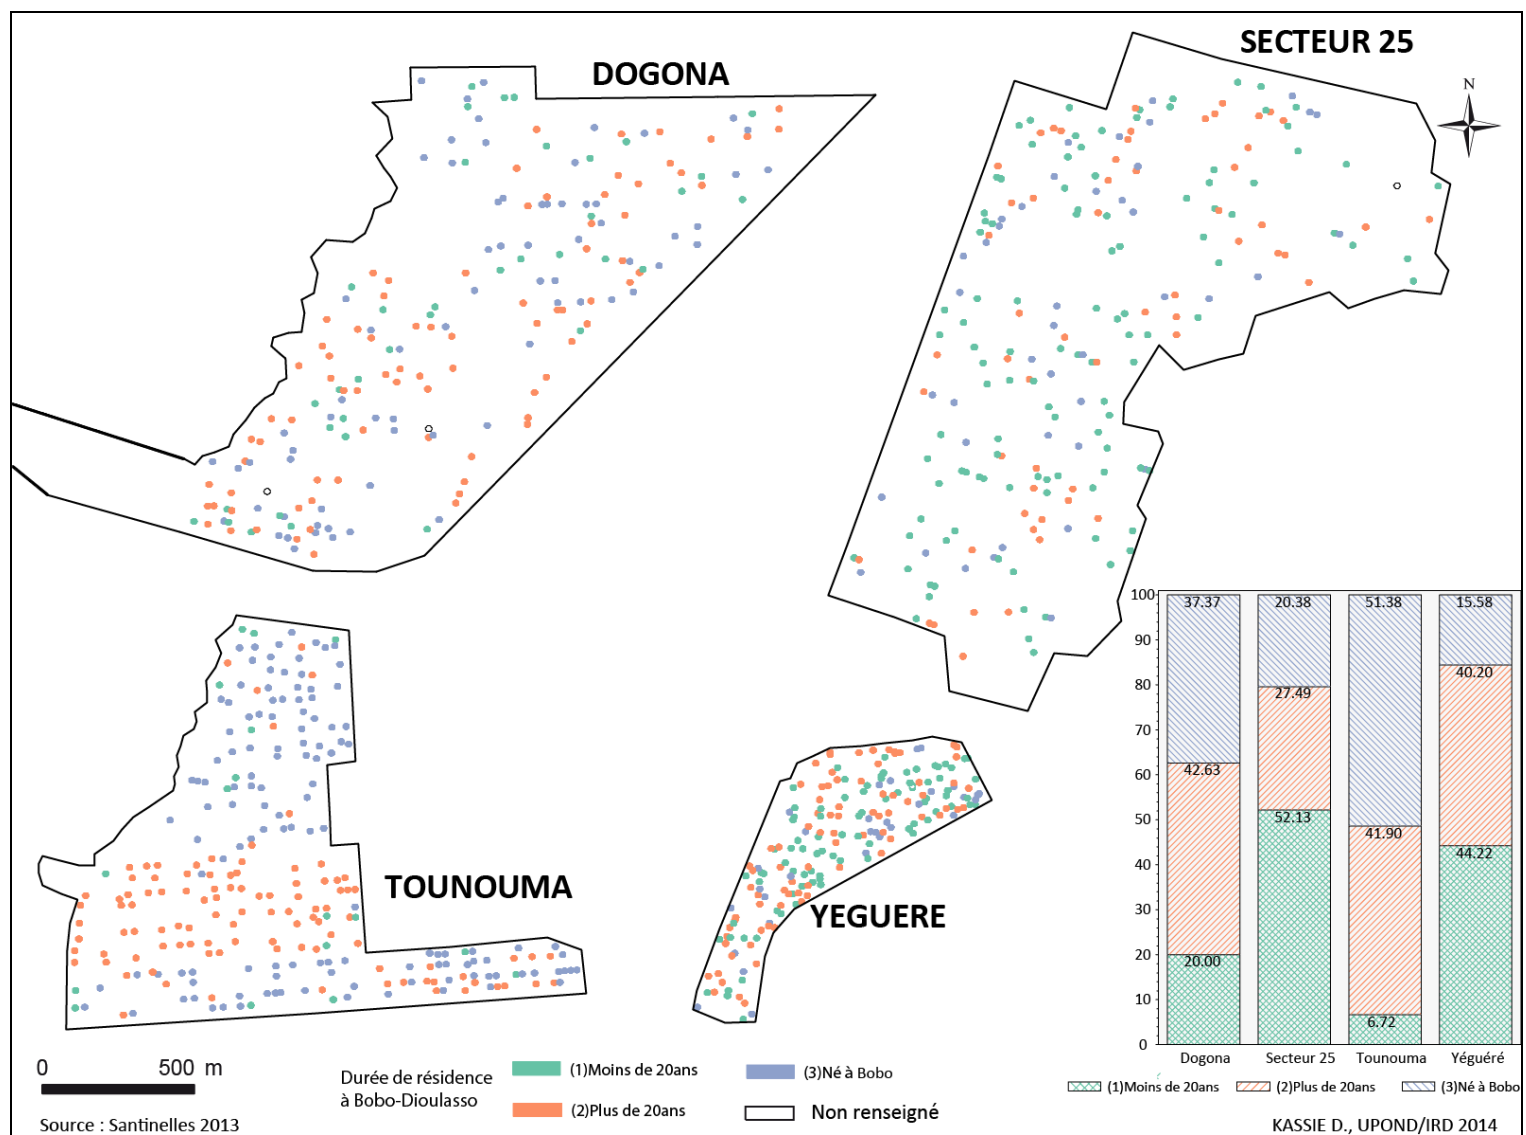 DOGONA
SECTEUR 25
N
TOUNOUMA
YEGUERE
100
90
80
70
60
50
40
30
20
10
0
37.37
20.38
51.38
15.58
42.63
27.49
41.90
40.20
20.00
52.13
6.72
44.22
Dogona
Secteur 25
Tounouma
Yéguéré
(1)Moins de 20ans
(2)Plus de 20ans
(3)Né à Bobo
0
500 m
Durée de résidence
à Bobo-Dioulasso
(1)Moins de 20ans
(3)Né à Bobo
(2)Plus de 20ans
Non renseigné
Source : Santinelles 2013
KASSIE D., UPOND/IRD 2014